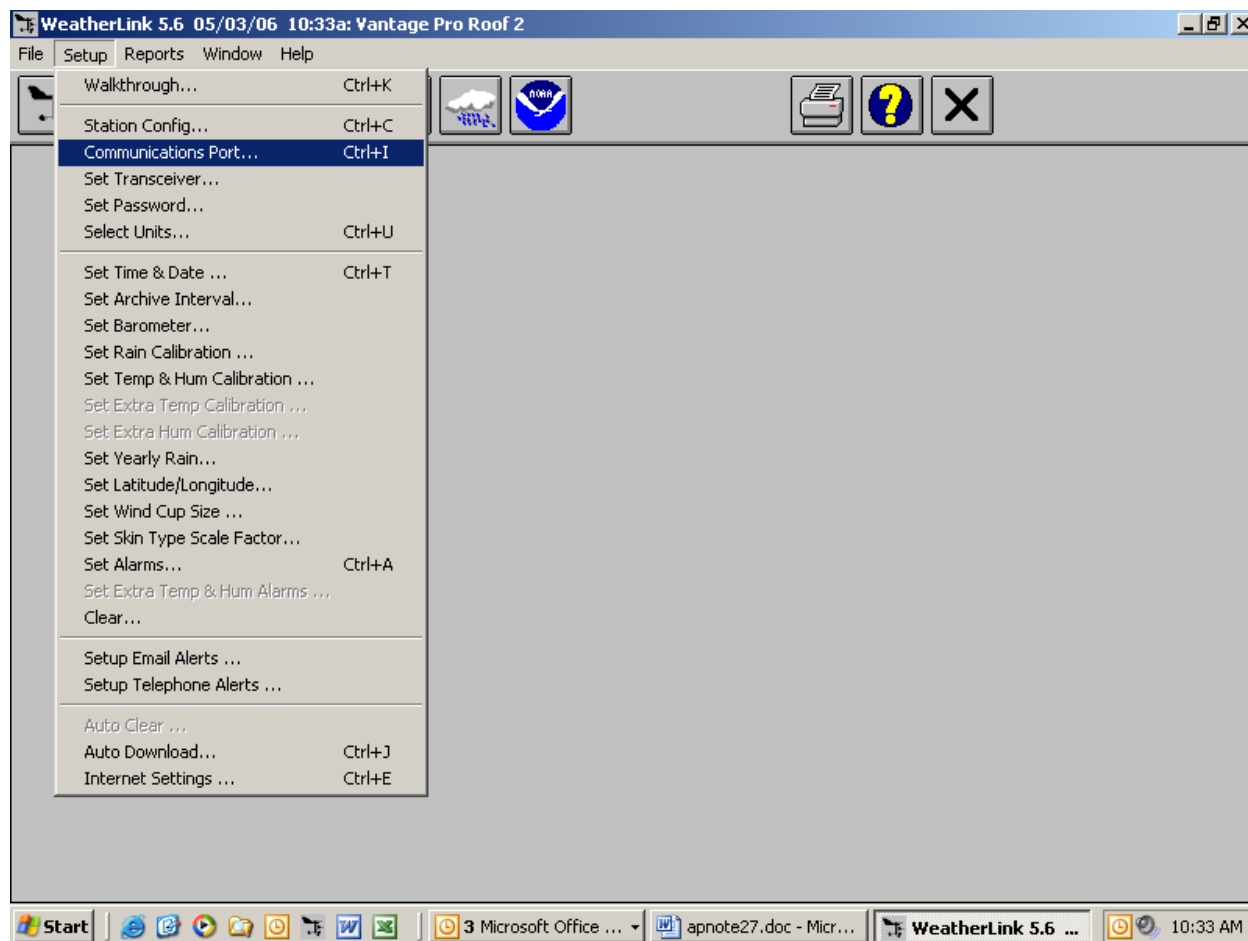 WeatherLink 5.6 05/03/06 10:33a: Vantage Pro Roof 2
File Setup Reports Window Help
Walkthrough... Ctrl+K
Station Config... Ctrl+C
Communications Port... Ctrl+I
Set Transceiver...
Set Password...
Select Units... Ctrl+U
Set Time & Date ... Ctrl+T
Set Archive Interval...
Set Barometer...
Set Rain Calibration ...
Set Temp & Hum Calibration ...
Set Extra Temp Calibration ...
Set Extra Hum Calibration ...
Set Yearly Rain...
Set Latitude/Longitude...
Set Wind Cup Size ...
Set Skin Type Scale Factor...
Set Alarms... Ctrl+A
Set Extra Temp & Hum Alarms ...
Clear...
Setup Email Alerts ...
Setup Telephone Alerts ...
Auto Clear ...
Auto Download... Ctrl+J
Internet Settings ... Ctrl+E
NOAA
Start 3 Microsoft Office ... apnote27.doc - Micr... WeatherLink 5.6 ... 10:33 AM